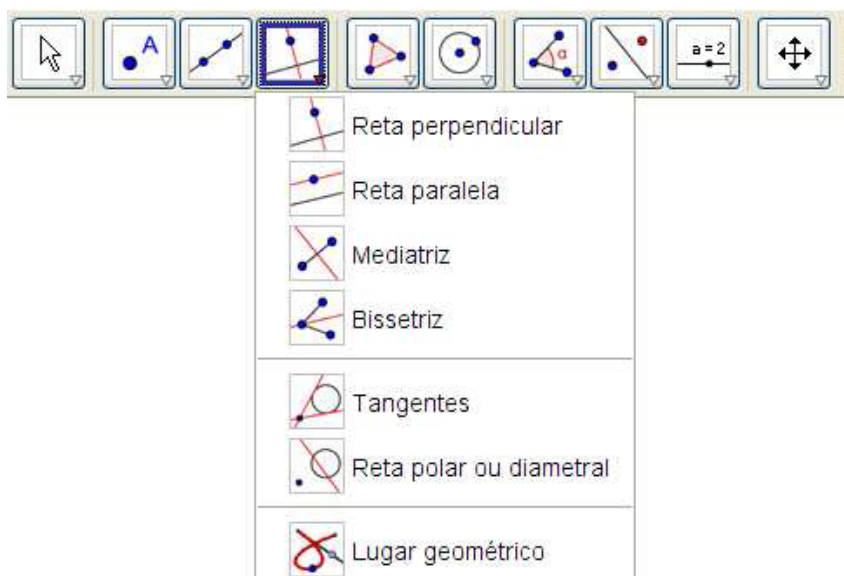 A
α
a = 2
Reta perpendicular
Reta paralela
Mediatriz
Bissetriz
Tangentes
Reta polar ou diametral
Lugar geométrico